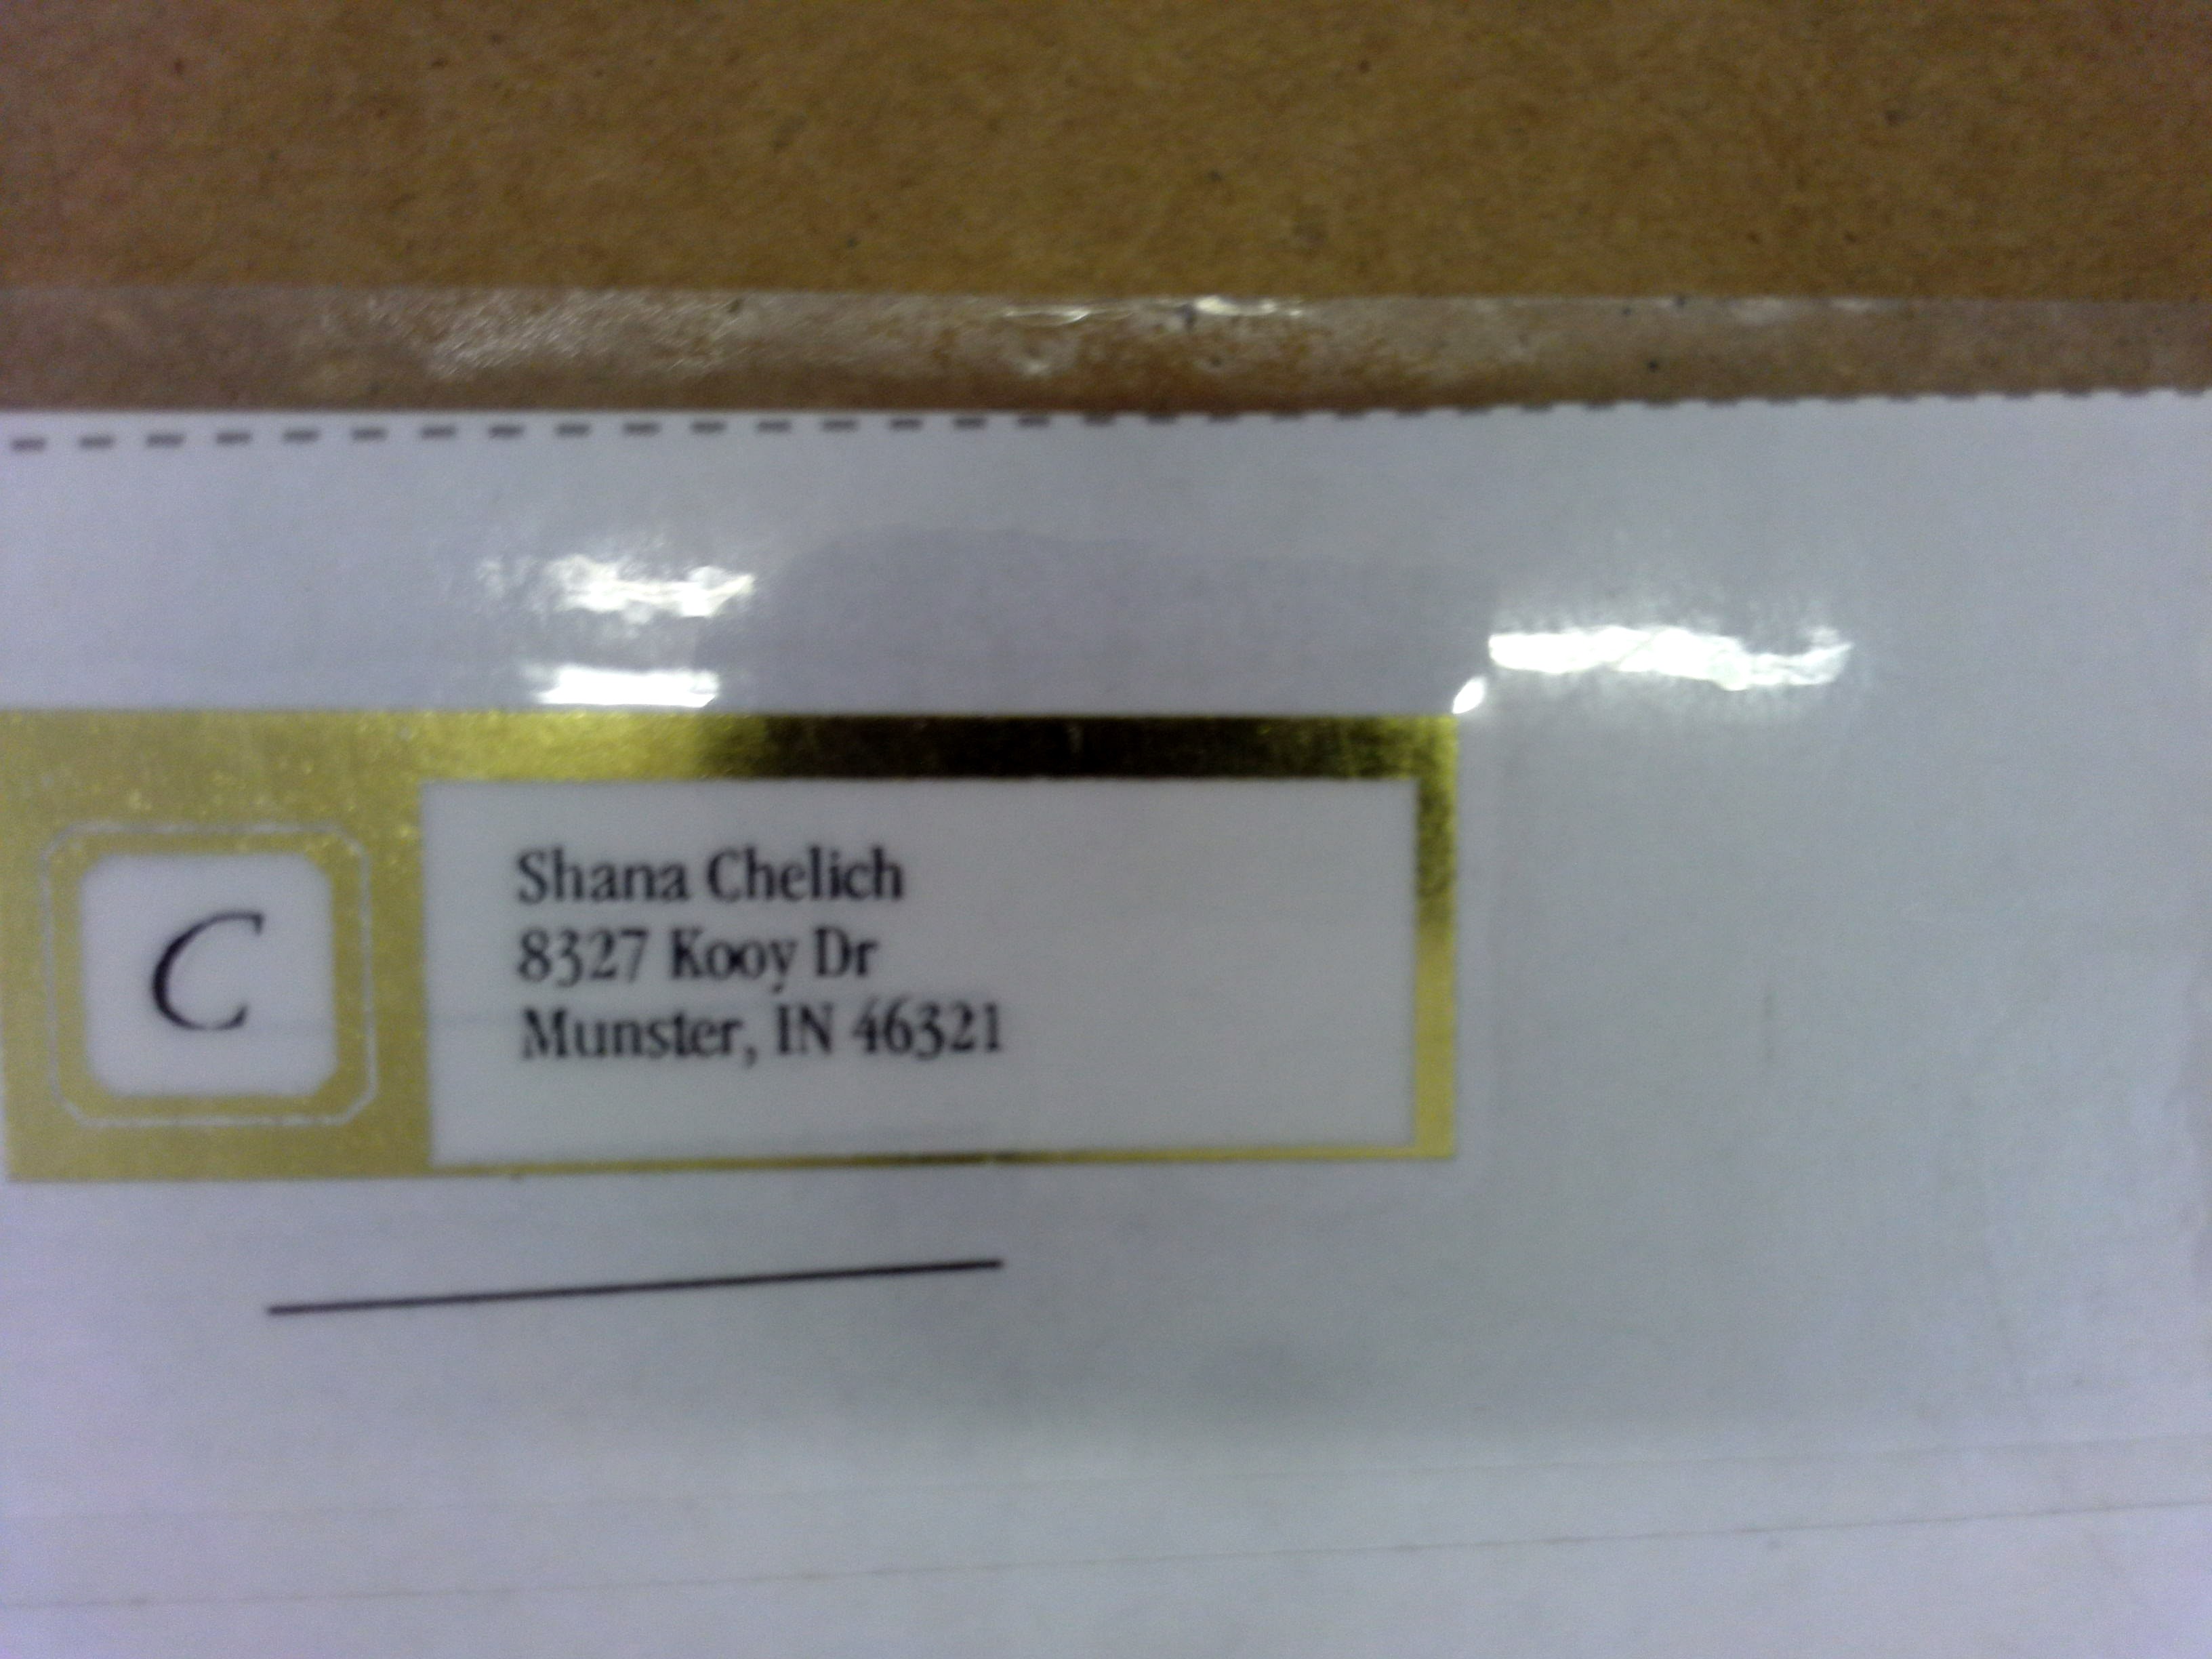 C
Shana Chelich
8327 Kooy Dr
Munster, IN 46321